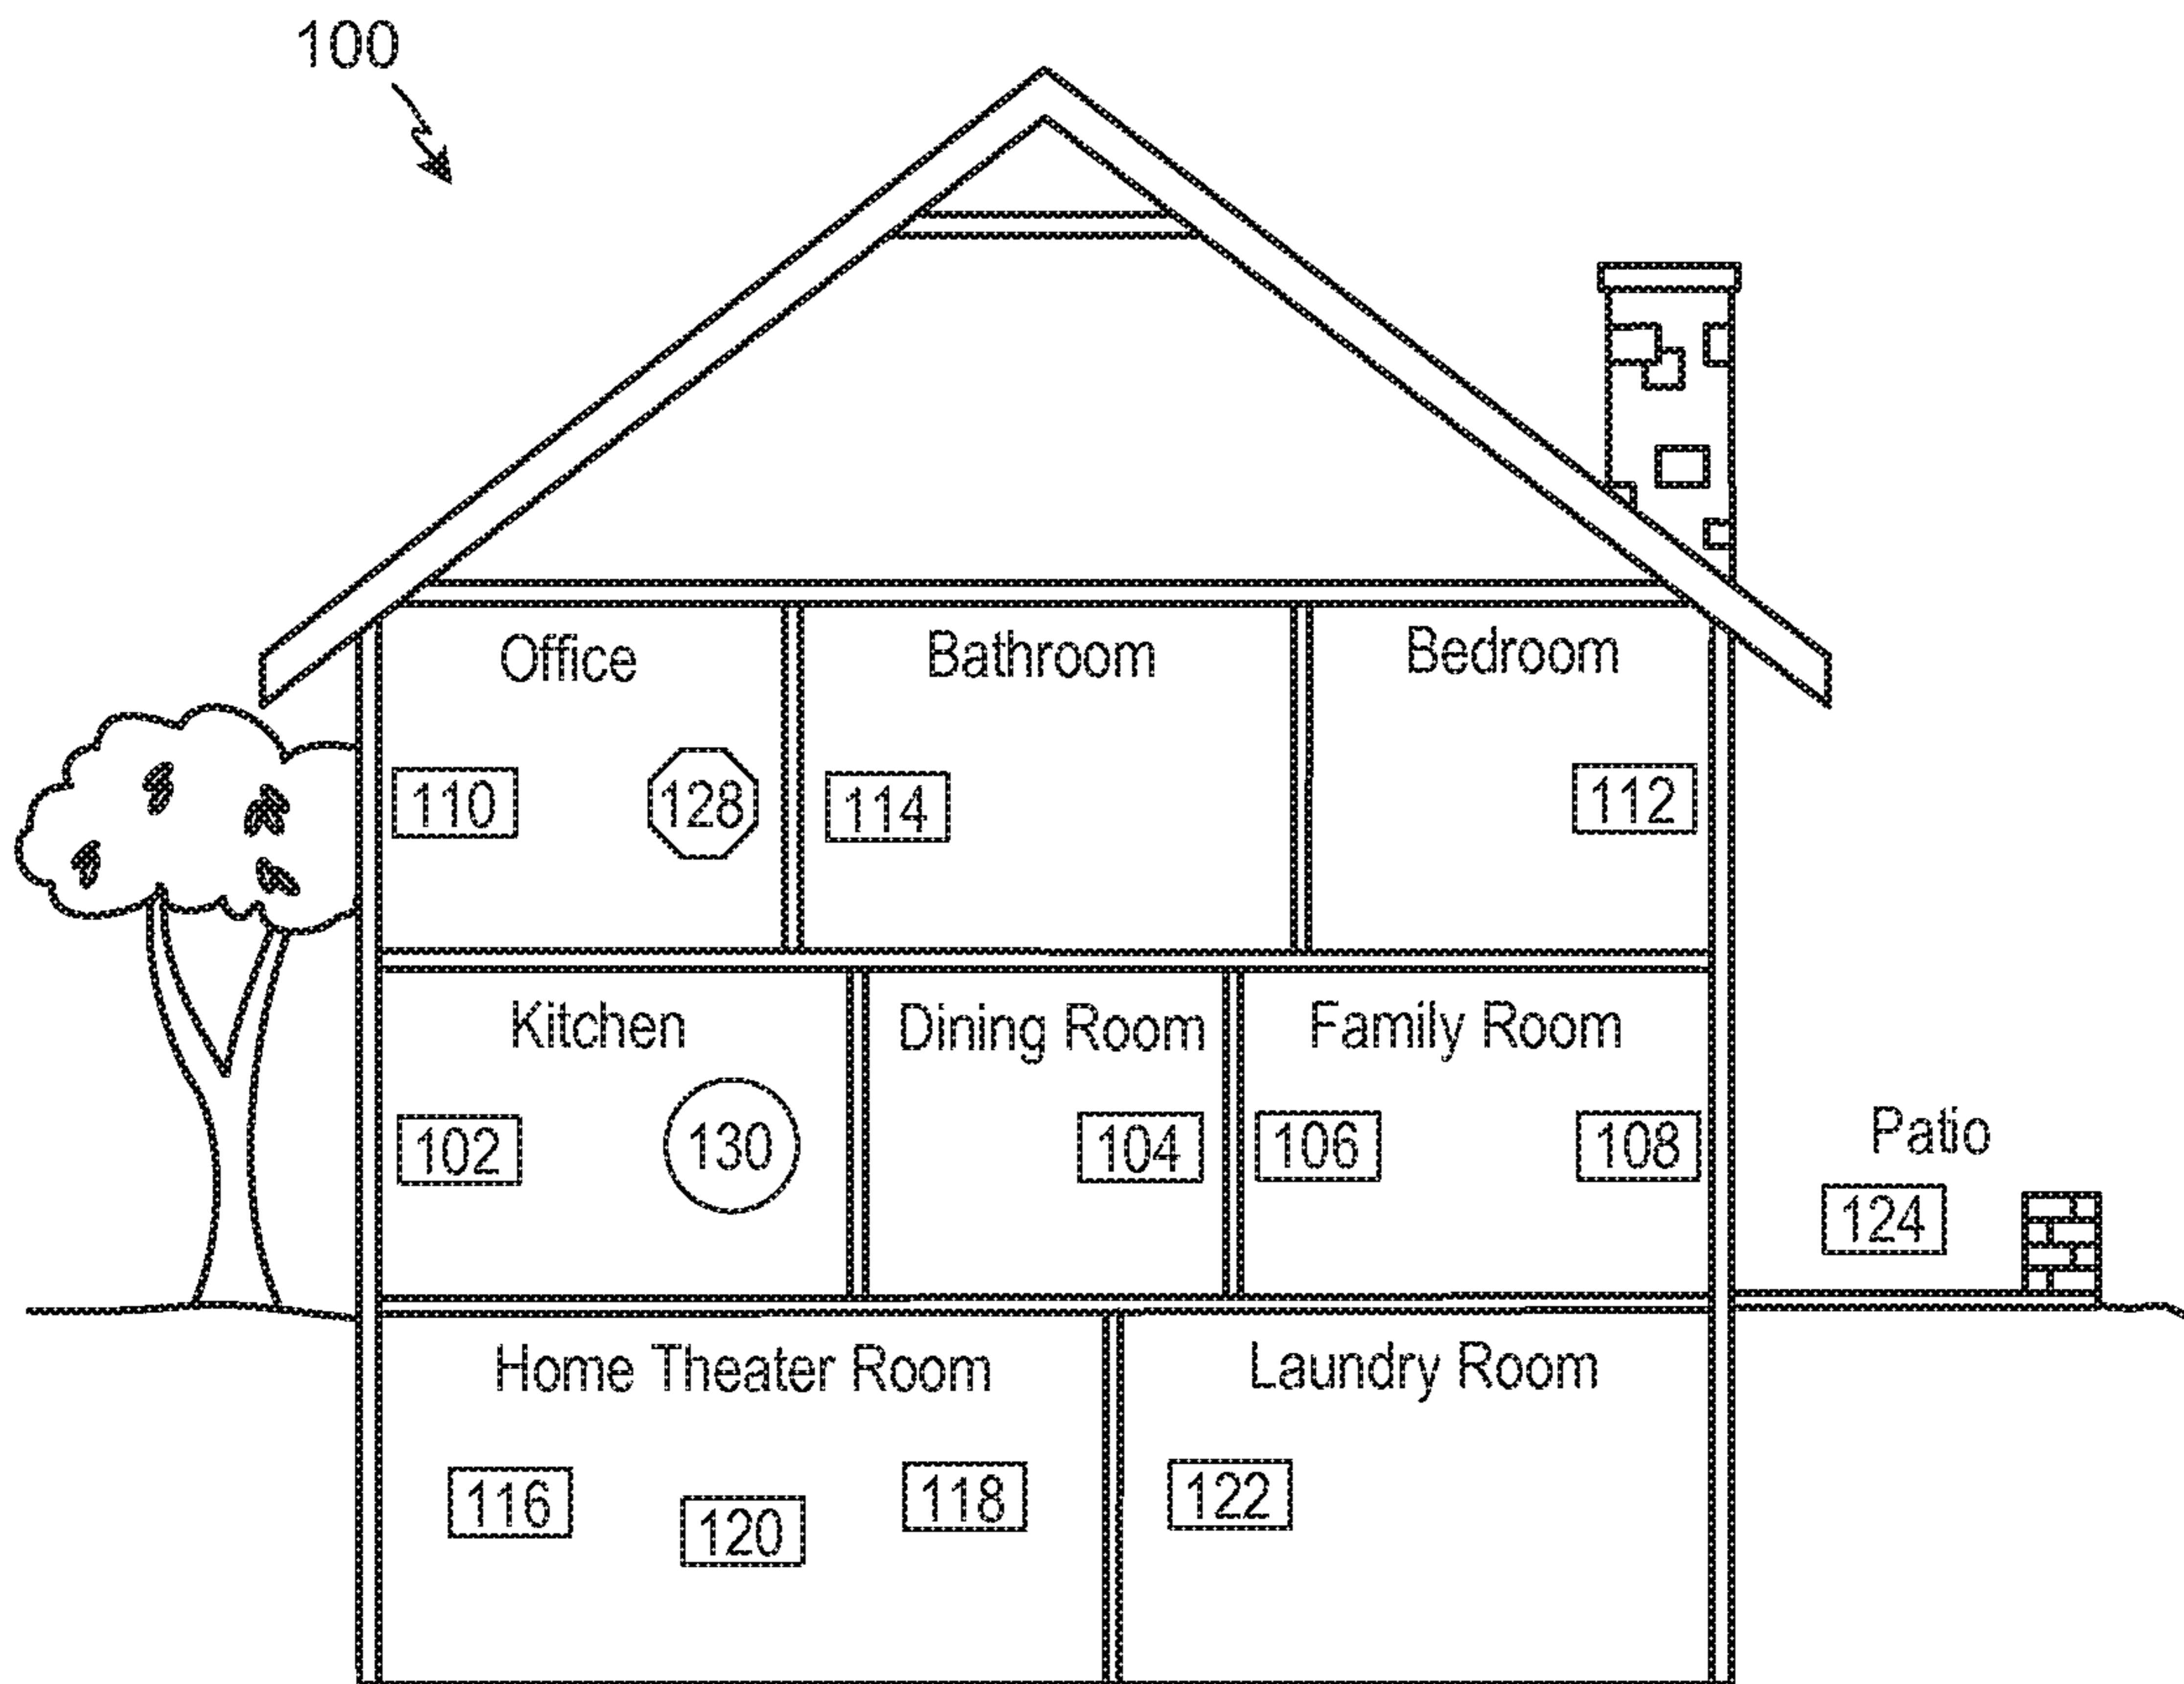 100
Office Bathroom Bedroom
110 128 114 112
Kitchen Dining Room Family Room
102 130 104 106 108
Patio
124
Home Theater Room Laundry Room
116 120 118 122